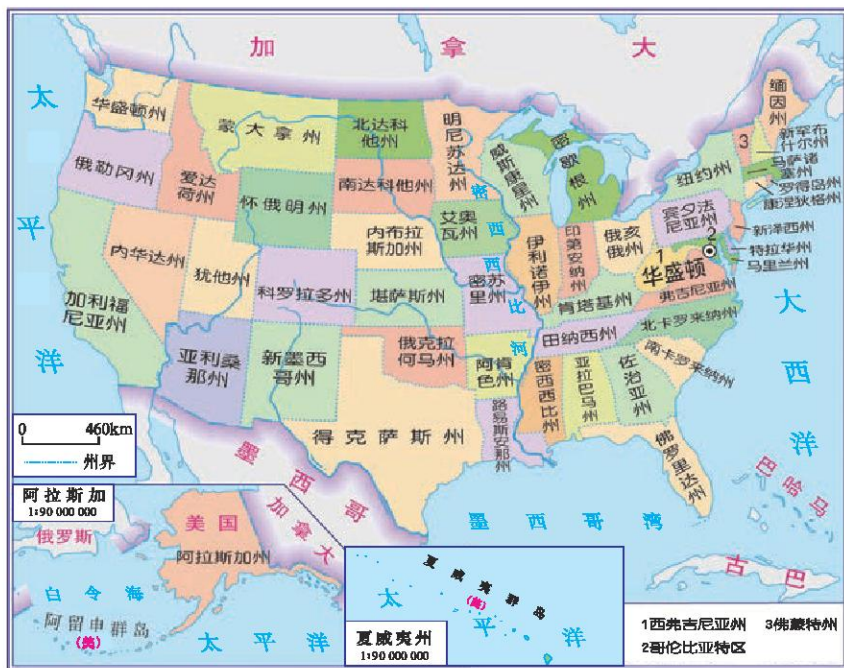 加拿大
太平洋
华盛顿州
蒙大拿州
北达科他州
明尼苏达州
缅因州
俄勒冈州
爱达荷州
南达科他州
威斯康星州
密歇根州
3
新罕布什尔州
马萨诸塞州
纽约州
罗得岛州
康涅狄格州
怀俄明州
艾奥瓦州
宾夕法尼亚州
新泽西州
内布拉斯加州
伊利诺伊州
印第安纳州
俄亥俄州
2
1
华盛顿
特拉华州
马里兰州
内华达州
犹他州
科罗拉多州
堪萨斯州
密苏里州
密西西比河
肯塔基州
弗吉尼亚州
大西洋
加利福尼亚州
田纳西州
北卡罗来纳州
南卡罗来纳州
亚利桑那州
新墨西哥州
俄克拉何马州
阿肯色州
密西西比州
亚拉巴马州
佐治亚州
得克萨斯州
路易斯安那州
佛罗里达州
0 460km
州界
墨西哥
墨西哥湾
巴哈马
古巴
阿拉斯加
1:90 000 000
俄罗斯
美国
加拿大
阿拉斯加州
白令海
阿留申群岛
(美)
太平洋
夏威夷群岛
(美)
太平洋
夏威夷州
1:90 000 000
1西弗吉尼亚州 3佛蒙特州
2哥伦比亚特区